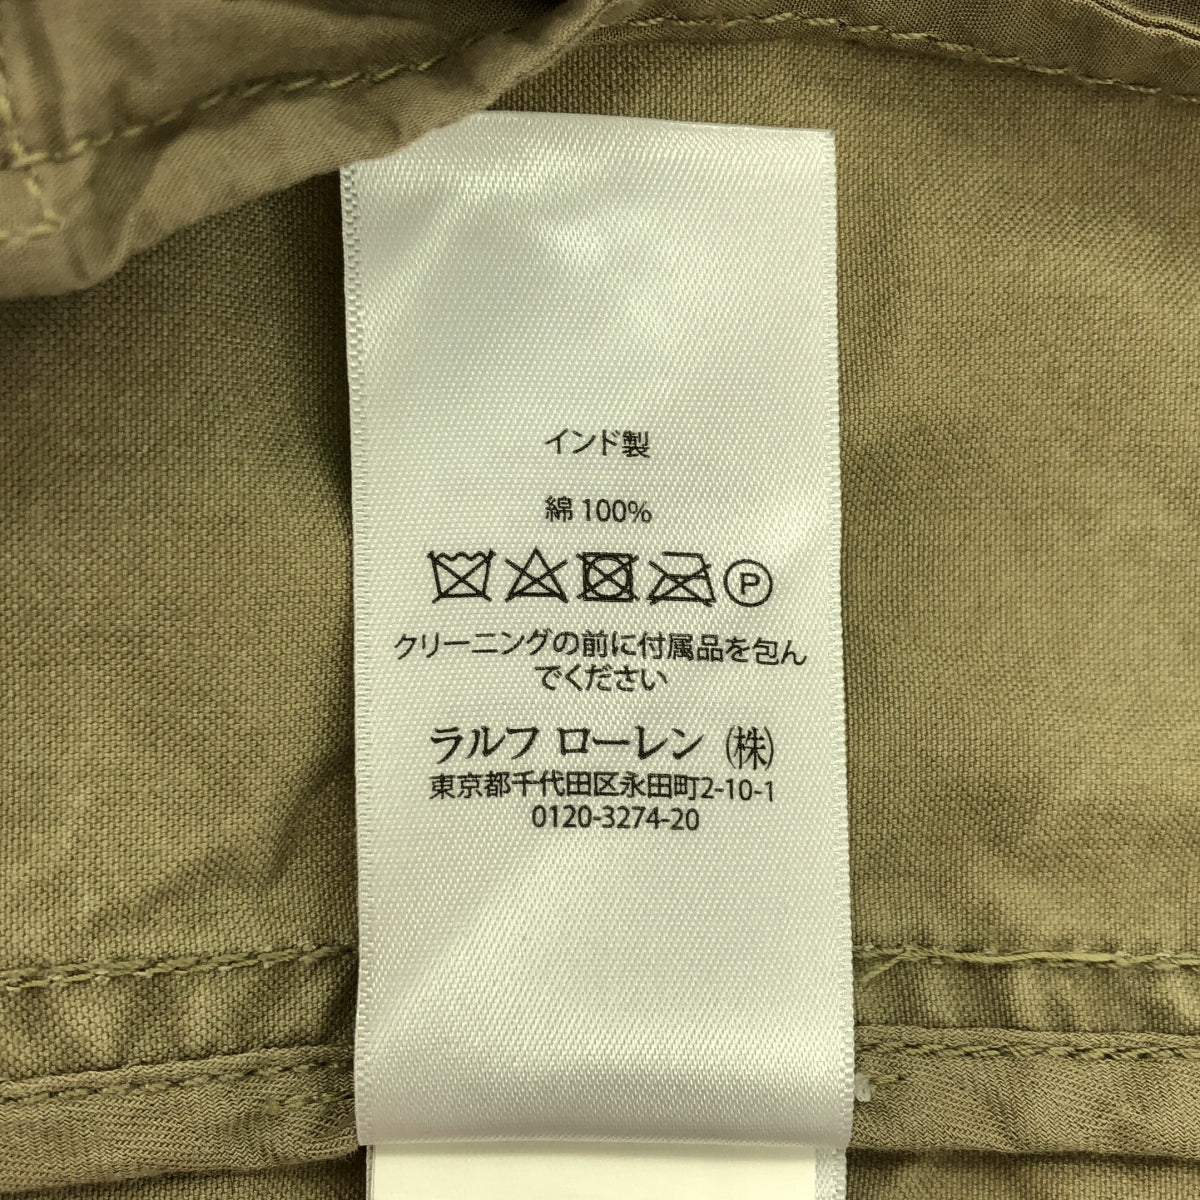 インド製
綿 100%
P
クリーニングの前に付属品を包ん
でください
ラルフ ローレン (株)
東京都千代田区永田町2-10-1
0120-3274-20